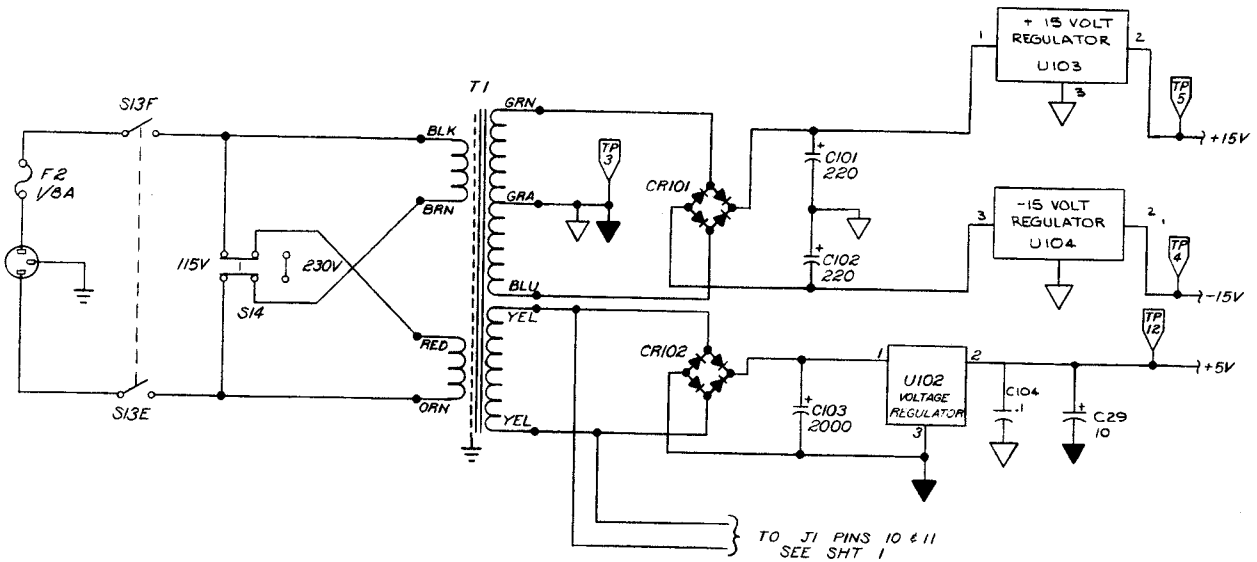 + 15 VOLT
REGULATOR
U103
1
2
3
TP
5
+15V
S13F
T1
GRN
BLK
F2
1/8A
TP
3
+
C101
220
CR101
GRA
BRN
-15 VOLT
REGULATOR
U104
3
2
TP
4
-15V
115V
230V
S14
+
C102
220
BLU
YEL
RED
CR102
TP
12
1
U102
VOLTAGE
REGULATOR
2
3
+5V
S13E
ORN
YEL
+
C103
2000
C104
.1
+
C29
10
TO J1 PINS 10 & 11
SEE SHT 1